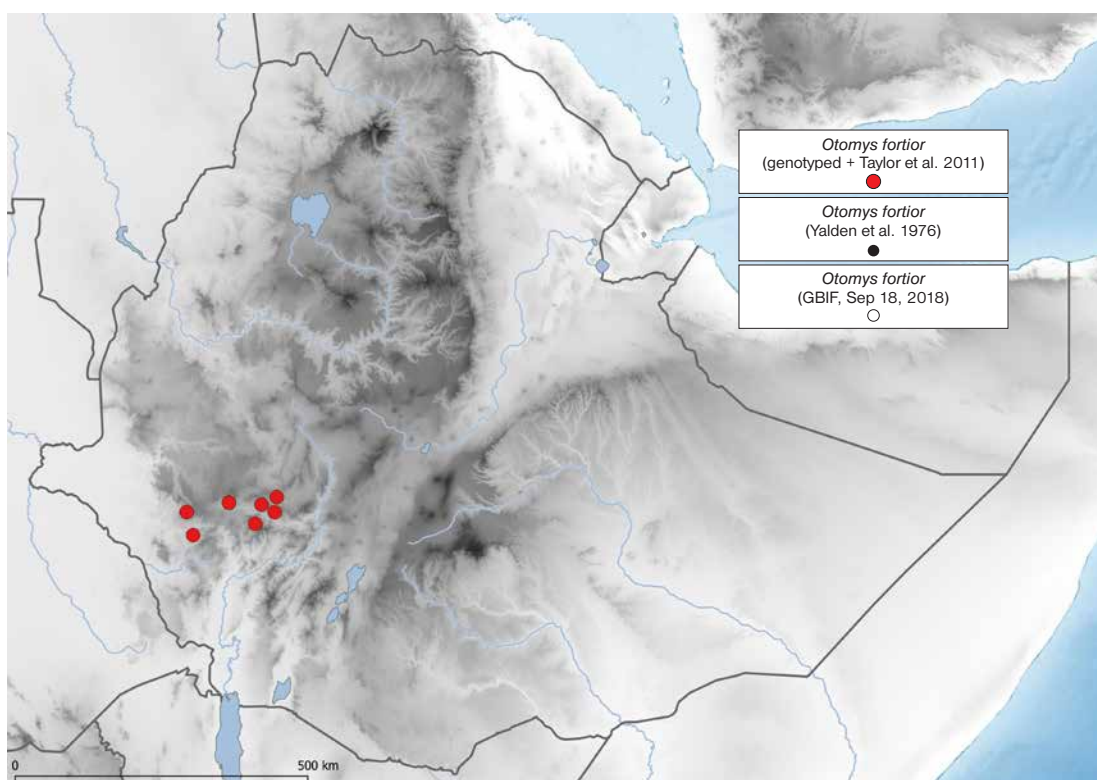 Otomys fortior
(genotyped + Taylor et al. 2011)
Otomys fortior
(Yalden et al. 1976)
Otomys fortior
(GBIF, Sep 18, 2018)
0
500 km